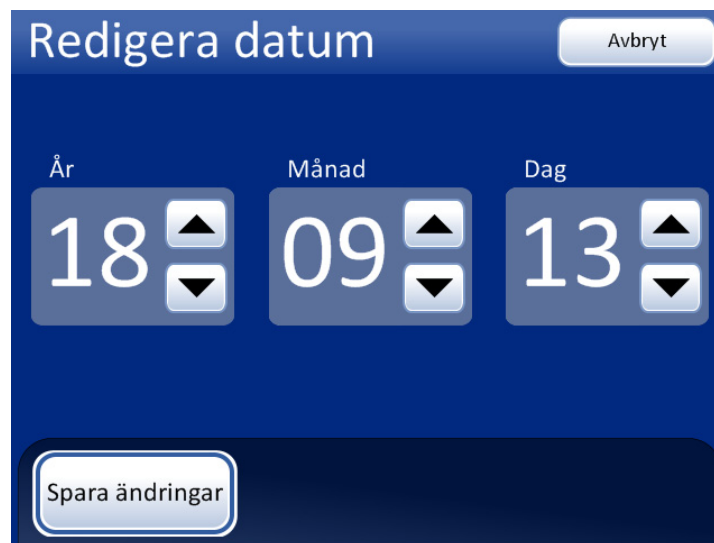 Redigera datum
Avbryt
År Månad Dag
18 09 13
Spara ändringar